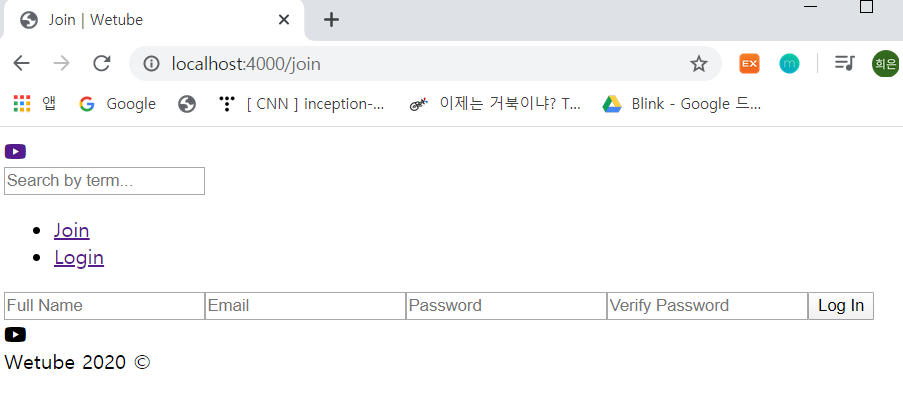 Join | Wetube
localhost:4000/join
EX
m
희은
앱
Google
[ CNN ] inception-...
이제는 거북이냐? T...
Blink - Google 드...
Search by term...
Join
Login
Full Name Email Password Verify Password Log In
Wetube 2020 ©